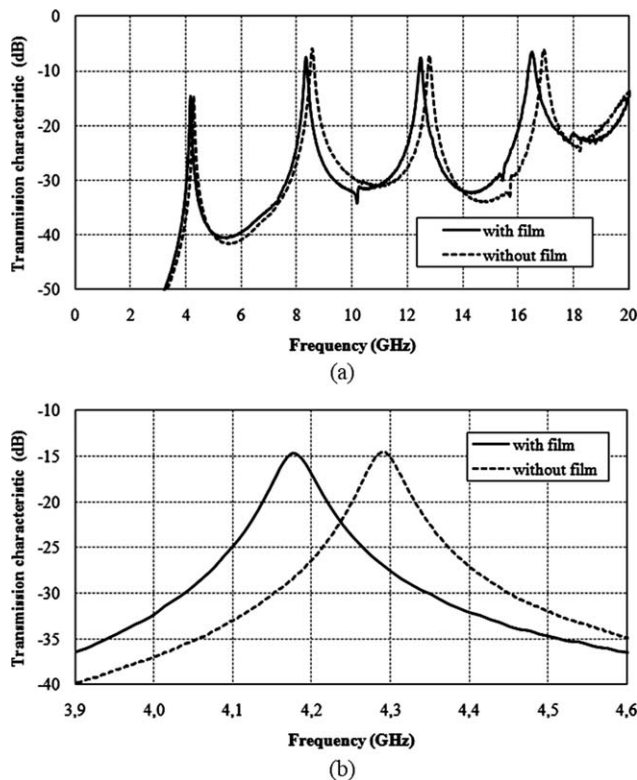 0
-10
-20
-30
-40
-50
Transmission characteristic (dB)
with film
without film
0 2 4 6 8 10 12 14 16 18 20
Frequency (GHz)
(a)
-10
-15
-20
-25
-30
-35
-40
Transmission characteristic (dB)
with film
without film
3,9 4,0 4,1 4,2 4,3 4,4 4,5 4,6
Frequency (GHz)
(b)